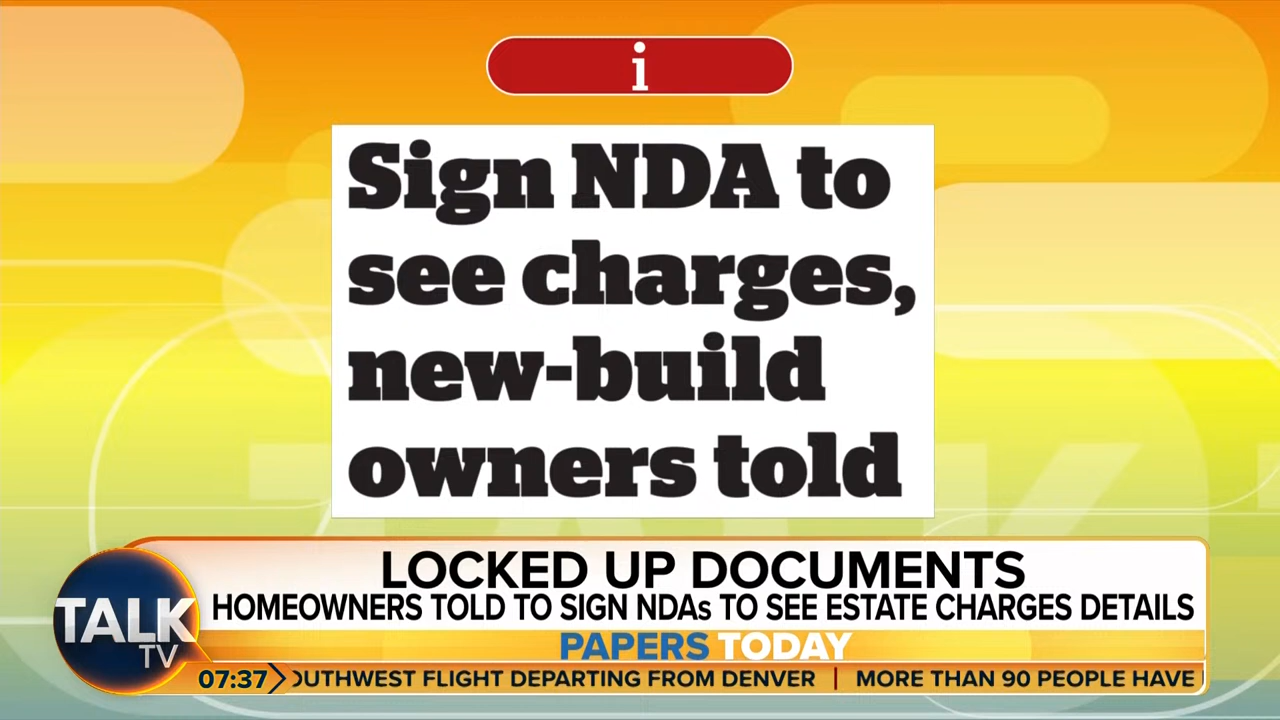 i
Sign NDA to
see charges,
new-build
owners told
LOCKED UP DOCUMENTS
HOMEOWNERS TOLD TO SIGN NDAs TO SEE ESTATE CHARGES DETAILS
PAPERS TODAY
TALK
TV
07:37
OUTHWEST FLIGHT DEPARTING FROM DENVER | MORE THAN 90 PEOPLE HAVE